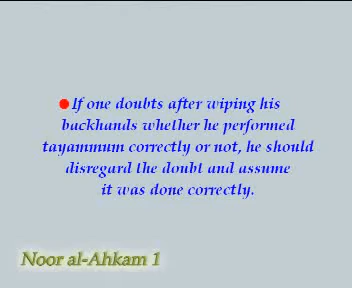 If one doubts after wiping his
backhands whether he performed
tayammum correctly or not, he should
disregard the doubt and assume
it was done correctly.
Noor al-Ahkam 1